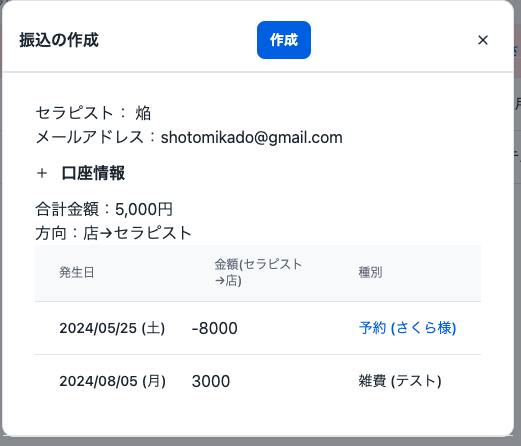 振込の作成
作成
×
セラピスト： 焔
メールアドレス：shotomikado@gmail.com
+ 口座情報
合計金額：5,000円
方向：店→セラピスト
発生日 金額(セラピスト→店) 種別
2024/05/25 (土) -8000 予約 (さくら様)
2024/08/05 (月) 3000 雑費 (テスト)